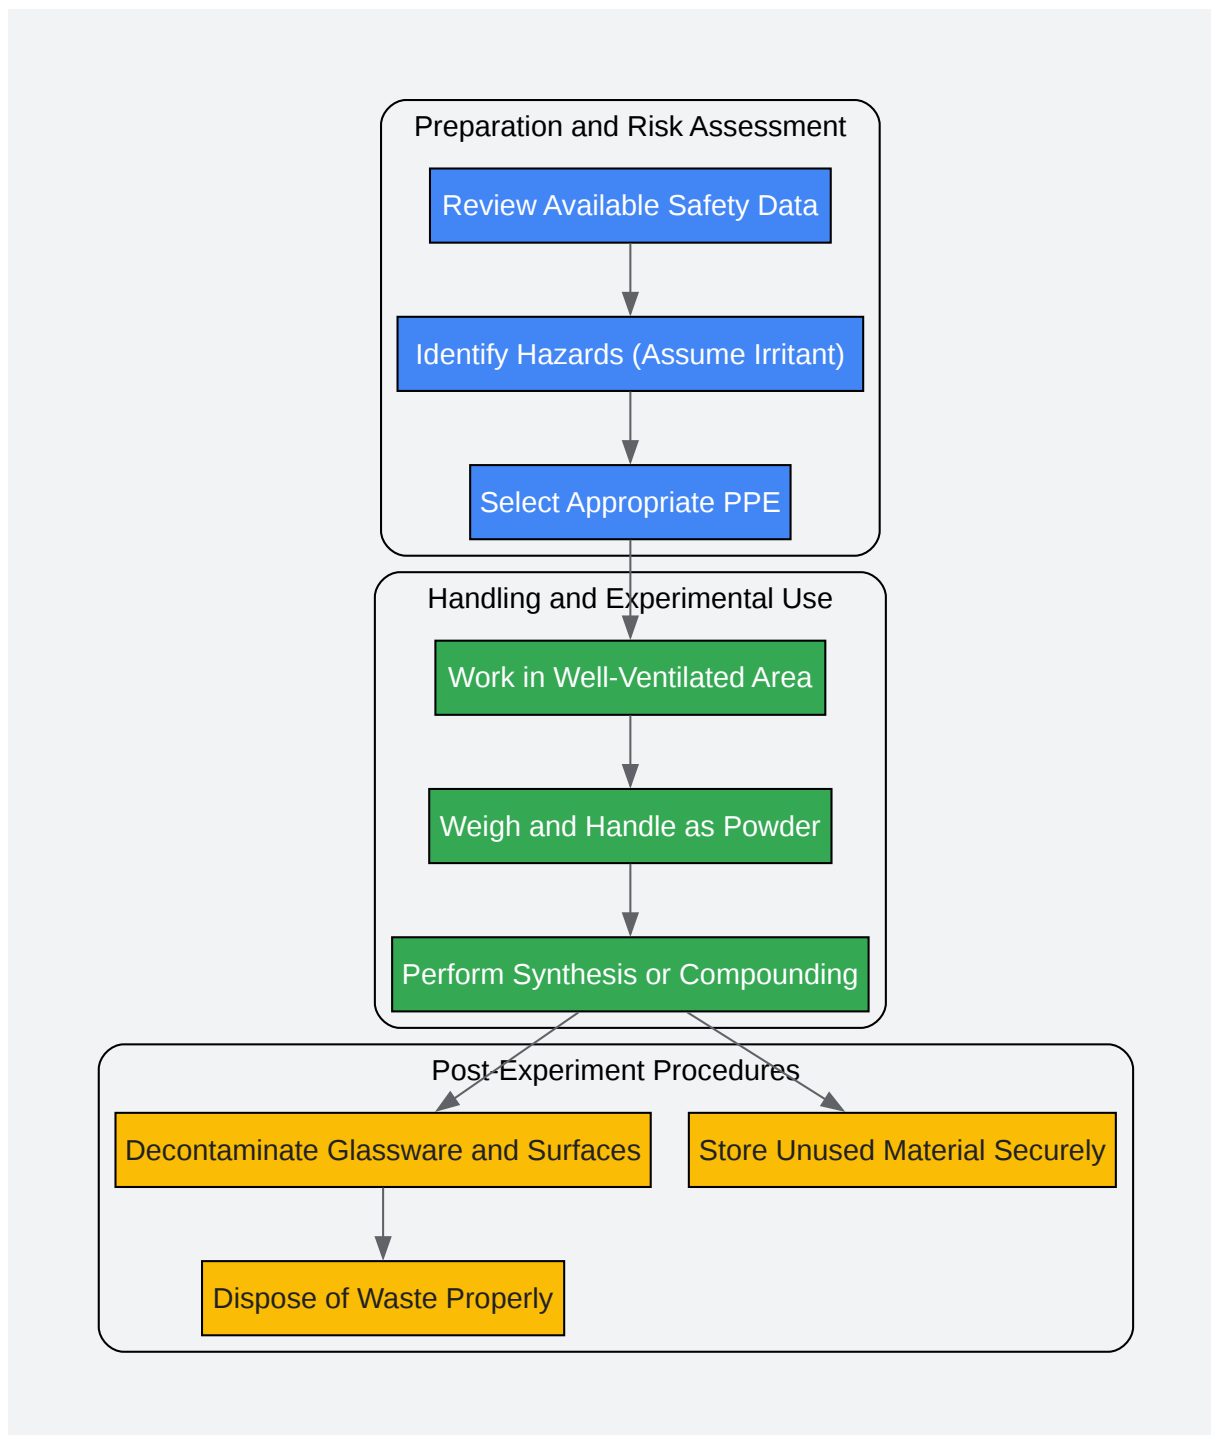 Preparation and Risk Assessment
Review Available Safety Data
Identify Hazards (Assume Irritant)
Select Appropriate PPE
Handling and Experimental Use
Work in Well-Ventilated Area
Weigh and Handle as Powder
Perform Synthesis or Compounding
Post-Experiment Procedures
Decontaminate Glassware and Surfaces
Store Unused Material Securely
Dispose of Waste Properly